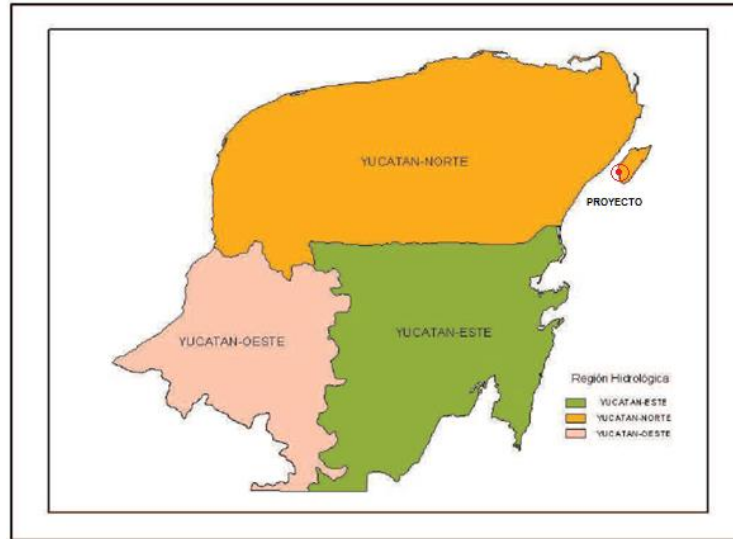 YUCATAN-NORTE
PROYECTO
YUCATAN-OESTE
YUCATAN-ESTE
Región Hidrológica
YUCATAN-ESTE
YUCATAN-NORTE
YUCATAN-OESTE